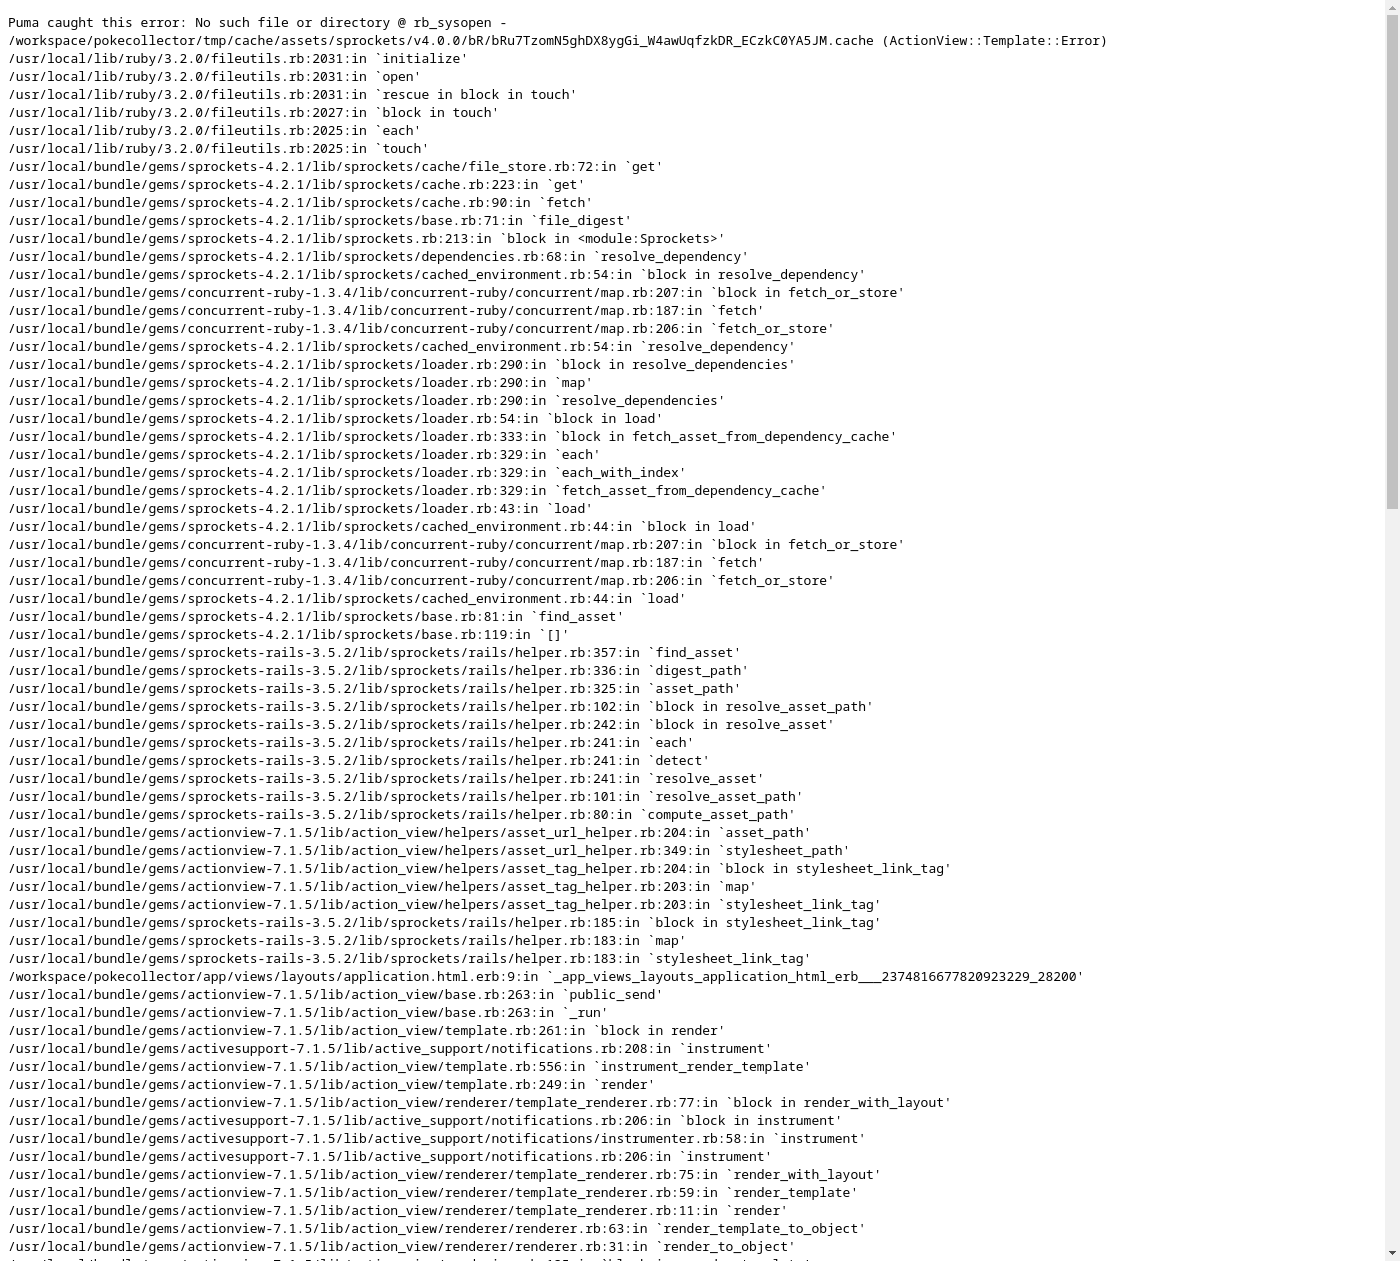 Puma caught this error: No such file or directory @ rb_sysopen -
/workspace/pokecollector/tmp/cache/assets/sprockets/v4.0.0/bR/bRu7TzomN5ghDX8ygGi_W4awUqfzkDR_ECzkC0YA5JM.cache (ActionView::Template::Error)
/usr/local/lib/ruby/3.2.0/fileutils.rb:2031:in `initialize'
/usr/local/lib/ruby/3.2.0/fileutils.rb:2031:in `open'
/usr/local/lib/ruby/3.2.0/fileutils.rb:2031:in `rescue in block in touch'
/usr/local/lib/ruby/3.2.0/fileutils.rb:2027:in `block in touch'
/usr/local/lib/ruby/3.2.0/fileutils.rb:2025:in `each'
/usr/local/lib/ruby/3.2.0/fileutils.rb:2025:in `touch'
/usr/local/bundle/gems/sprockets-4.2.1/lib/sprockets/cache/file_store.rb:72:in `get'
/usr/local/bundle/gems/sprockets-4.2.1/lib/sprockets/cache.rb:223:in `get'
/usr/local/bundle/gems/sprockets-4.2.1/lib/sprockets/cache.rb:90:in `fetch'
/usr/local/bundle/gems/sprockets-4.2.1/lib/sprockets/base.rb:71:in `file_digest'
/usr/local/bundle/gems/sprockets-4.2.1/lib/sprockets.rb:213:in `block in <module:Sprockets>'
/usr/local/bundle/gems/sprockets-4.2.1/lib/sprockets/dependencies.rb:68:in `resolve_dependency'
/usr/local/bundle/gems/sprockets-4.2.1/lib/sprockets/cached_environment.rb:54:in `block in resolve_dependency'
/usr/local/bundle/gems/concurrent-ruby-1.3.4/lib/concurrent-ruby/concurrent/map.rb:207:in `block in fetch_or_store'
/usr/local/bundle/gems/concurrent-ruby-1.3.4/lib/concurrent-ruby/concurrent/map.rb:187:in `fetch'
/usr/local/bundle/gems/concurrent-ruby-1.3.4/lib/concurrent-ruby/concurrent/map.rb:206:in `fetch_or_store'
/usr/local/bundle/gems/sprockets-4.2.1/lib/sprockets/cached_environment.rb:54:in `resolve_dependency'
/usr/local/bundle/gems/sprockets-4.2.1/lib/sprockets/loader.rb:290:in `block in resolve_dependencies'
/usr/local/bundle/gems/sprockets-4.2.1/lib/sprockets/loader.rb:290:in `map'
/usr/local/bundle/gems/sprockets-4.2.1/lib/sprockets/loader.rb:290:in `resolve_dependencies'
/usr/local/bundle/gems/sprockets-4.2.1/lib/sprockets/loader.rb:54:in `block in load'
/usr/local/bundle/gems/sprockets-4.2.1/lib/sprockets/loader.rb:333:in `block in fetch_asset_from_dependency_cache'
/usr/local/bundle/gems/sprockets-4.2.1/lib/sprockets/loader.rb:329:in `each'
/usr/local/bundle/gems/sprockets-4.2.1/lib/sprockets/loader.rb:329:in `each_with_index'
/usr/local/bundle/gems/sprockets-4.2.1/lib/sprockets/loader.rb:329:in `fetch_asset_from_dependency_cache'
/usr/local/bundle/gems/sprockets-4.2.1/lib/sprockets/loader.rb:43:in `load'
/usr/local/bundle/gems/sprockets-4.2.1/lib/sprockets/cached_environment.rb:44:in `block in load'
/usr/local/bundle/gems/concurrent-ruby-1.3.4/lib/concurrent-ruby/concurrent/map.rb:207:in `block in fetch_or_store'
/usr/local/bundle/gems/concurrent-ruby-1.3.4/lib/concurrent-ruby/concurrent/map.rb:187:in `fetch'
/usr/local/bundle/gems/concurrent-ruby-1.3.4/lib/concurrent-ruby/concurrent/map.rb:206:in `fetch_or_store'
/usr/local/bundle/gems/sprockets-4.2.1/lib/sprockets/cached_environment.rb:44:in `load'
/usr/local/bundle/gems/sprockets-4.2.1/lib/sprockets/base.rb:81:in `find_asset'
/usr/local/bundle/gems/sprockets-4.2.1/lib/sprockets/base.rb:119:in `[]'
/usr/local/bundle/gems/sprockets-rails-3.5.2/lib/sprockets/rails/helper.rb:357:in `find_asset'
/usr/local/bundle/gems/sprockets-rails-3.5.2/lib/sprockets/rails/helper.rb:336:in `digest_path'
/usr/local/bundle/gems/sprockets-rails-3.5.2/lib/sprockets/rails/helper.rb:325:in `asset_path'
/usr/local/bundle/gems/sprockets-rails-3.5.2/lib/sprockets/rails/helper.rb:102:in `block in resolve_asset_path'
/usr/local/bundle/gems/sprockets-rails-3.5.2/lib/sprockets/rails/helper.rb:242:in `block in resolve_asset'
/usr/local/bundle/gems/sprockets-rails-3.5.2/lib/sprockets/rails/helper.rb:241:in `each'
/usr/local/bundle/gems/sprockets-rails-3.5.2/lib/sprockets/rails/helper.rb:241:in `detect'
/usr/local/bundle/gems/sprockets-rails-3.5.2/lib/sprockets/rails/helper.rb:241:in `resolve_asset'
/usr/local/bundle/gems/sprockets-rails-3.5.2/lib/sprockets/rails/helper.rb:101:in `resolve_asset_path'
/usr/local/bundle/gems/sprockets-rails-3.5.2/lib/sprockets/rails/helper.rb:80:in `compute_asset_path'
/usr/local/bundle/gems/actionview-7.1.5/lib/action_view/helpers/asset_url_helper.rb:204:in `asset_path'
/usr/local/bundle/gems/actionview-7.1.5/lib/action_view/helpers/asset_url_helper.rb:349:in `stylesheet_path'
/usr/local/bundle/gems/actionview-7.1.5/lib/action_view/helpers/asset_tag_helper.rb:204:in `block in stylesheet_link_tag'
/usr/local/bundle/gems/actionview-7.1.5/lib/action_view/helpers/asset_tag_helper.rb:203:in `map'
/usr/local/bundle/gems/actionview-7.1.5/lib/action_view/helpers/asset_tag_helper.rb:203:in `stylesheet_link_tag'
/usr/local/bundle/gems/sprockets-rails-3.5.2/lib/sprockets/rails/helper.rb:185:in `block in stylesheet_link_tag'
/usr/local/bundle/gems/sprockets-rails-3.5.2/lib/sprockets/rails/helper.rb:183:in `map'
/usr/local/bundle/gems/sprockets-rails-3.5.2/lib/sprockets/rails/helper.rb:183:in `stylesheet_link_tag'
/workspace/pokecollector/app/views/layouts/application.html.erb:9:in `_app_views_layouts_application_html_erb___2374816677820923229_28200'
/usr/local/bundle/gems/actionview-7.1.5/lib/action_view/base.rb:263:in `public_send'
/usr/local/bundle/gems/actionview-7.1.5/lib/action_view/base.rb:263:in `_run'
/usr/local/bundle/gems/actionview-7.1.5/lib/action_view/template.rb:261:in `block in render'
/usr/local/bundle/gems/activesupport-7.1.5/lib/active_support/notifications.rb:208:in `instrument'
/usr/local/bundle/gems/actionview-7.1.5/lib/action_view/template.rb:556:in `instrument_render_template'
/usr/local/bundle/gems/actionview-7.1.5/lib/action_view/template.rb:249:in `render'
/usr/local/bundle/gems/actionview-7.1.5/lib/action_view/renderer/template_renderer.rb:77:in `block in render_with_layout'
/usr/local/bundle/gems/activesupport-7.1.5/lib/active_support/notifications.rb:206:in `block in instrument'
/usr/local/bundle/gems/activesupport-7.1.5/lib/active_support/notifications/instrumenter.rb:58:in `instrument'
/usr/local/bundle/gems/activesupport-7.1.5/lib/active_support/notifications.rb:206:in `instrument'
/usr/local/bundle/gems/actionview-7.1.5/lib/action_view/renderer/template_renderer.rb:75:in `render_with_layout'
/usr/local/bundle/gems/actionview-7.1.5/lib/action_view/renderer/template_renderer.rb:59:in `render_template'
/usr/local/bundle/gems/actionview-7.1.5/lib/action_view/renderer/template_renderer.rb:11:in `render'
/usr/local/bundle/gems/actionview-7.1.5/lib/action_view/renderer/renderer.rb:63:in `render_template_to_object'
/usr/local/bundle/gems/actionview-7.1.5/lib/action_view/renderer/renderer.rb:31:in `render_to_object'